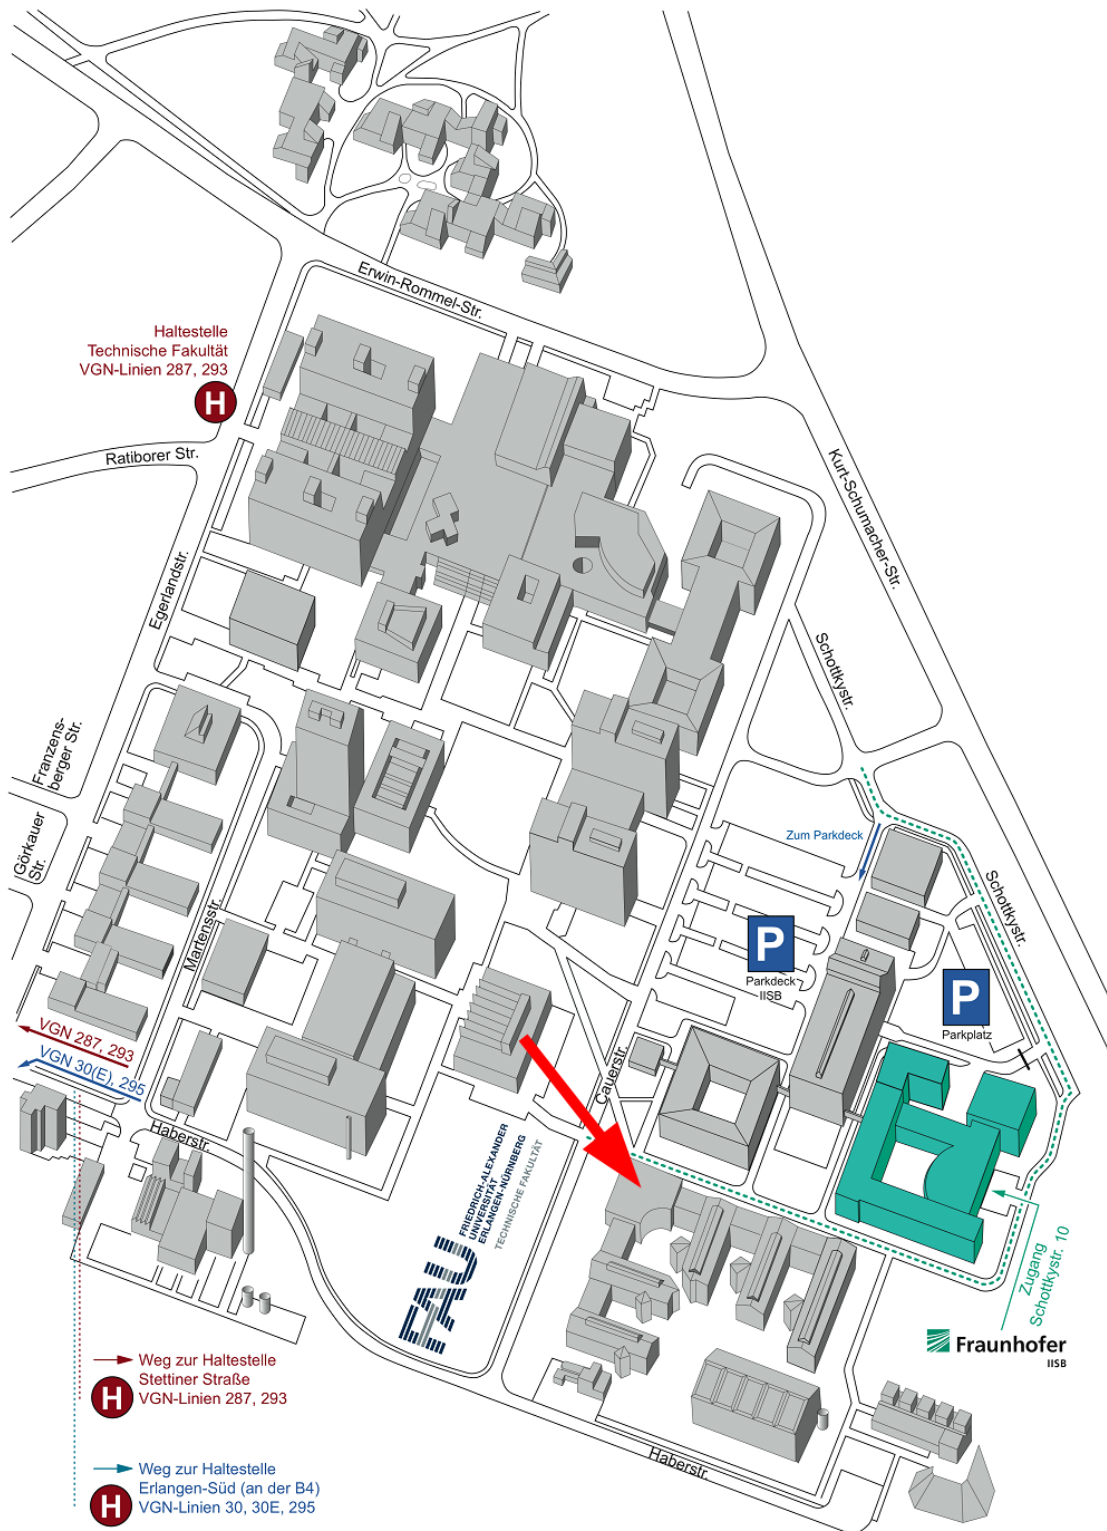 Erwin-Rommel-Str.
Haltestelle
Technische Fakultät
VGN-Linien 287, 293
H
Ratiborer Str.
Kurt-Schumacher-Str.
Egerlandstr.
Schottkystr.
Franzens-
berger Str.
Görkauer
Str.
Zum Parkdeck
Schottkystr.
Martensstr.
P
Parkdeck
IISB
P
Parkplatz
VGN 287, 293
VGN 30(E), 295
Cauerstr.
Haberstr.
FAU
FRIEDRICH-ALEXANDER
UNIVERSITÄT
ERLANGEN-NÜRNBERG
TECHNISCHE FAKULTÄT
Zugang
Schottkystr. 10
Fraunhofer
IISB
Weg zur Haltestelle
Stettiner Straße
VGN-Linien 287, 293
H
Haberstr.
Weg zur Haltestelle
Erlangen-Süd (an der B4)
VGN-Linien 30, 30E, 295
H